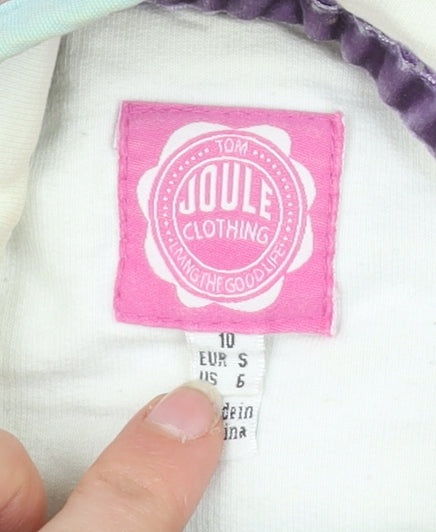 TOM
JOULE
CLOTHING
LIVING THE GOOD LIFE
10
EUR S
US 6